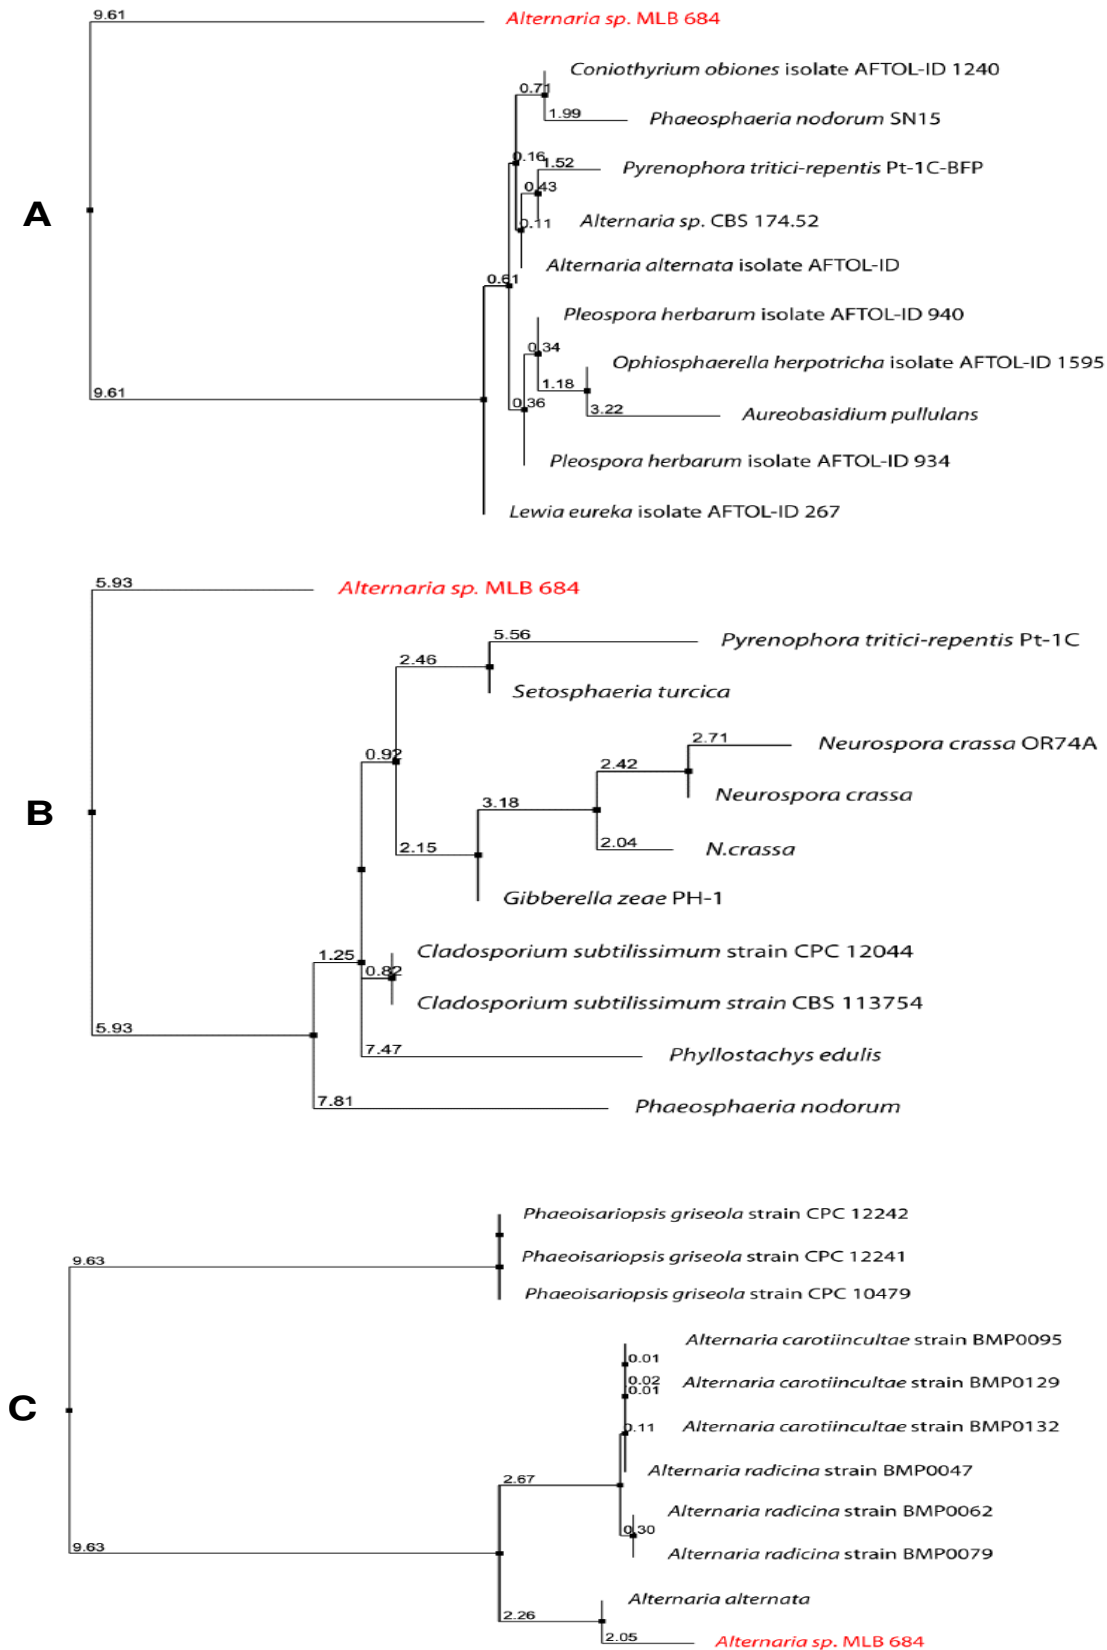 9.61
Alternaria sp. MLB 684
Coniothyrium obiones isolate AFTOL-ID 1240
0.71
1.99
Phaeosphaeria nodorum SN15
0.16
1.52
Pyrenophora tritici-repentis Pt-1C-BFP
0.43
A
0.11
Alternaria sp. CBS 174.52
Alternaria alternata isolate AFTOL-ID
0.61
Pleospora herbarum isolate AFTOL-ID 940
0.34
Ophiosphaerella herpotricha isolate AFTOL-ID 1595
1.18
9.61
0.36
3.22
Aureobasidium pullulans
Pleospora herbarum isolate AFTOL-ID 934
Lewia eureka isolate AFTOL-ID 267
5.93
Alternaria sp. MLB 684
5.56
Pyrenophora tritici-repentis Pt-1C
2.46
Setosphaeria turcica
2.71
Neurospora crassa OR74A
0.92
2.42
Neurospora crassa
B
3.18
2.04
N.crassa
2.15
Gibberella zeae PH-1
1.25
Cladosporium subtilissimum strain CPC 12044
0.82
Cladosporium subtilissimum strain CBS 113754
5.93
7.47
Phyllostachys edulis
7.81
Phaeosphaeria nodorum
Phaeoisariopsis griseola strain CPC 12242
9.63
Phaeoisariopsis griseola strain CPC 12241
Phaeoisariopsis griseola strain CPC 10479
Alternaria carotiincultae strain BMP0095
0.01
0.02
Alternaria carotiincultae strain BMP0129
0.01
C
0.11
Alternaria carotiincultae strain BMP0132
Alternaria radicina strain BMP0047
2.67
Alternaria radicina strain BMP0062
0.30
9.63
Alternaria radicina strain BMP0079
Alternaria alternata
2.26
2.05
Alternaria sp. MLB 684